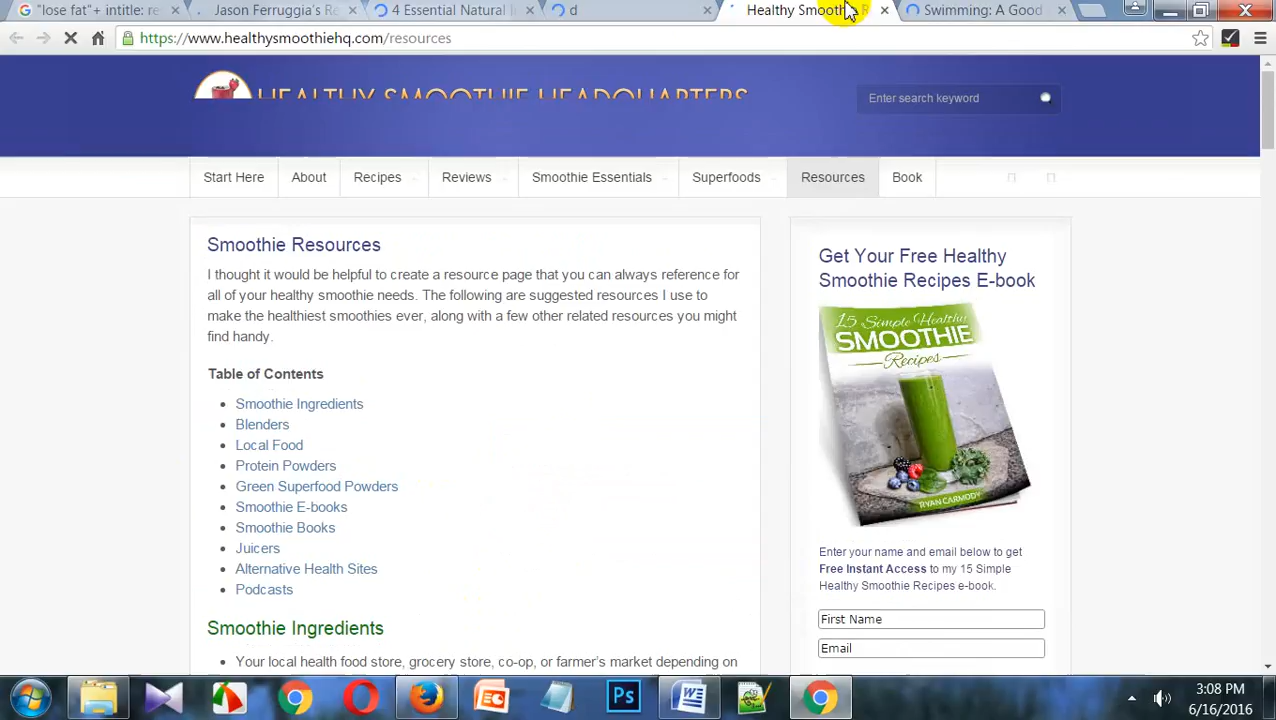 "lose fat"+ intitle: re
Jason Ferruggia's R
4 Essential Natural
d
Healthy Smooth
Swimming: A Good
https://www.healthysmoothiehq.com/resources
HEALTHY SMOOTHIE HEADQUARTERS
Enter search keyword
Start Here
About
Recipes
Reviews
Smoothie Essentials
Superfoods
Resources
Book
Smoothie Resources
I thought it would be helpful to create a resource page that you can always reference for
all of your healthy smoothie needs. The following are suggested resources I use to
make the healthiest smoothies ever, along with a few other related resources you might
find handy.
Table of Contents
Smoothie Ingredients
Blenders
Local Food
Protein Powders
Green Superfood Powders
Smoothie E-books
Smoothie Books
Juicers
Alternative Health Sites
Podcasts
Smoothie Ingredients
Your local health food store, grocery store, co-op, or farmer's market depending on
Get Your Free Healthy
Smoothie Recipes E-book
15 Simple Healthy
SMOOTHIE
Recipes
RYAN CARMODY
Enter your name and email below to get
Free Instant Access to my 15 Simple
Healthy Smoothie Recipes e-book.
First Name
Email
3:08 PM
6/16/2016